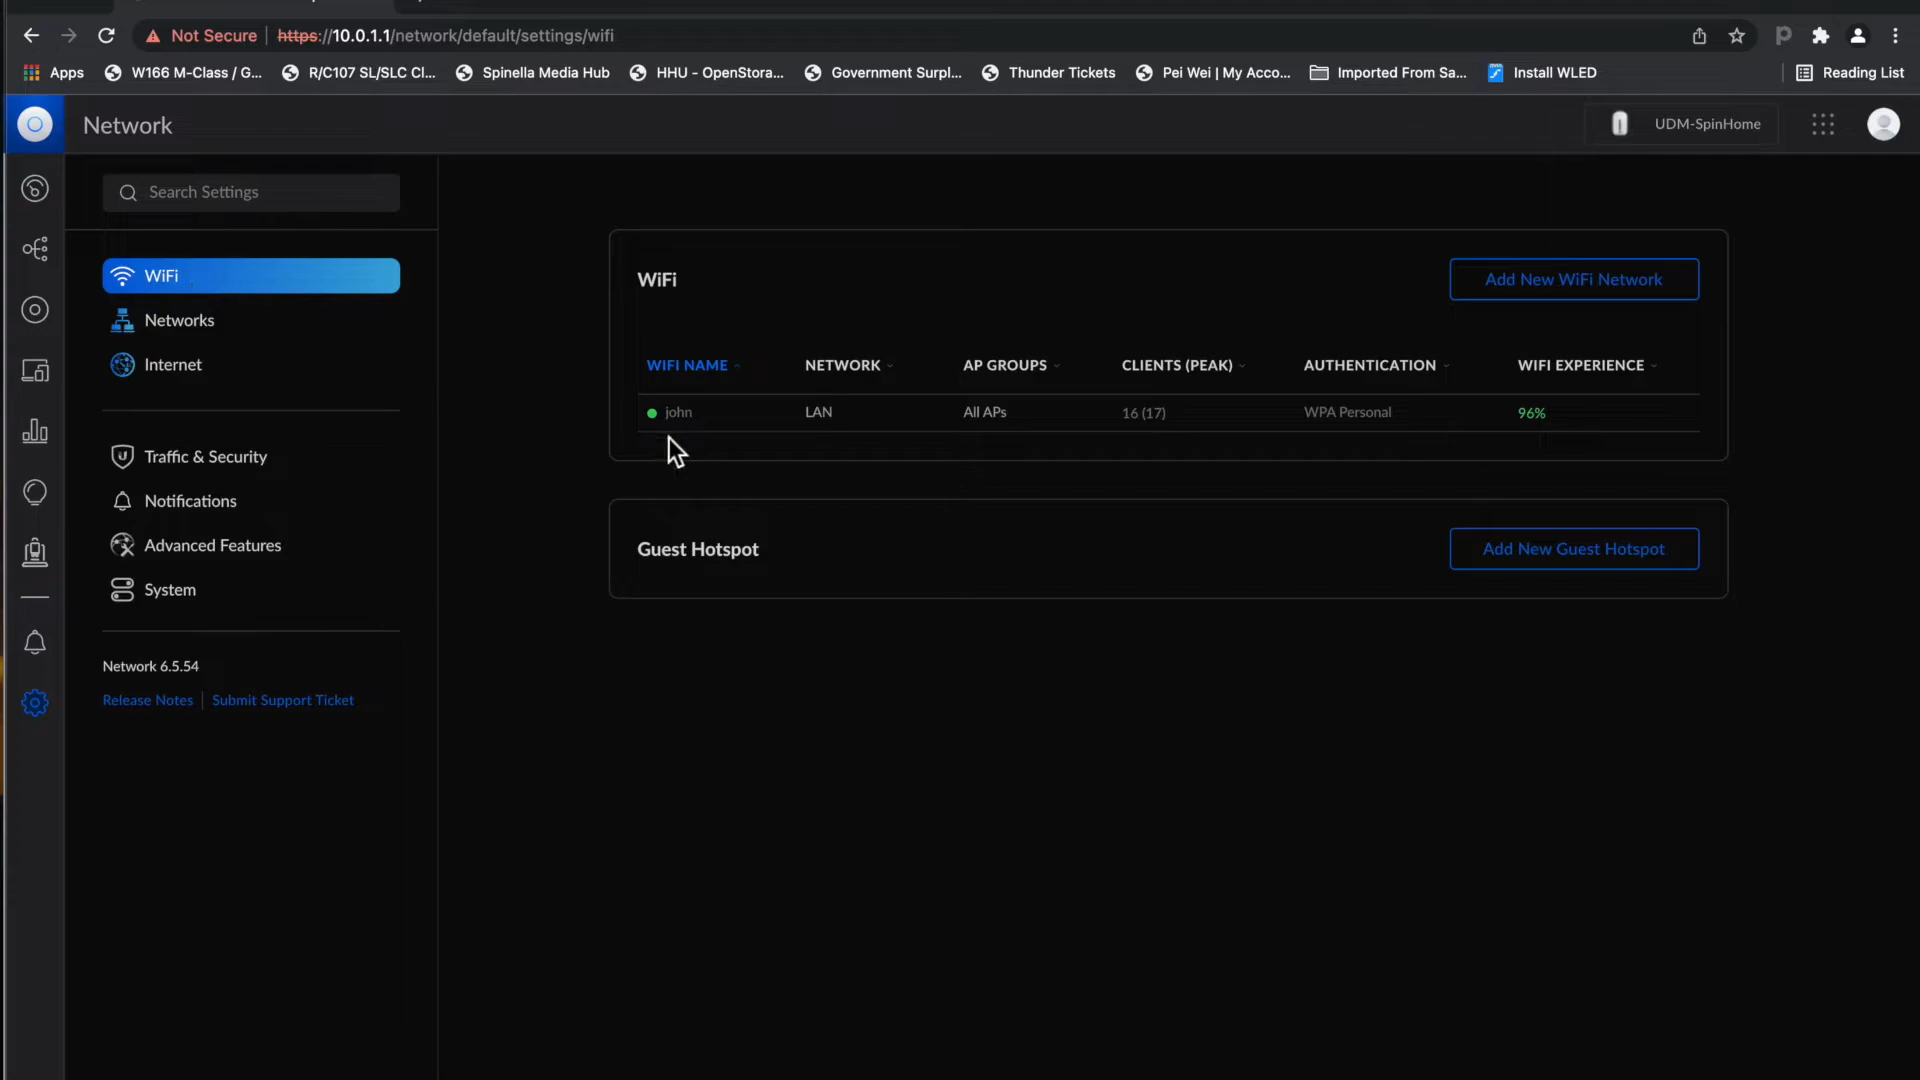 Not Secure https://10.0.1.1/network/default/settings/wifi
Apps W166 M-Class / G... R/C107 SL/SLC Cl... Spinella Media Hub HHU - OpenStora... Government Surpl... Thunder Tickets Pei Wei | My Acco... Imported From Sa... Install WLED Reading List
Network UDM-SpinHome
Search Settings
WiFi
Networks
Internet
Traffic & Security
Notifications
Advanced Features
System
Network 6.5.54
Release Notes Submit Support Ticket
WiFi Add New WiFi Network
WIFI NAME NETWORK AP GROUPS CLIENTS (PEAK) AUTHENTICATION WIFI EXPERIENCE
john LAN All APs 16 (17) WPA Personal 96%
Guest Hotspot Add New Guest Hotspot